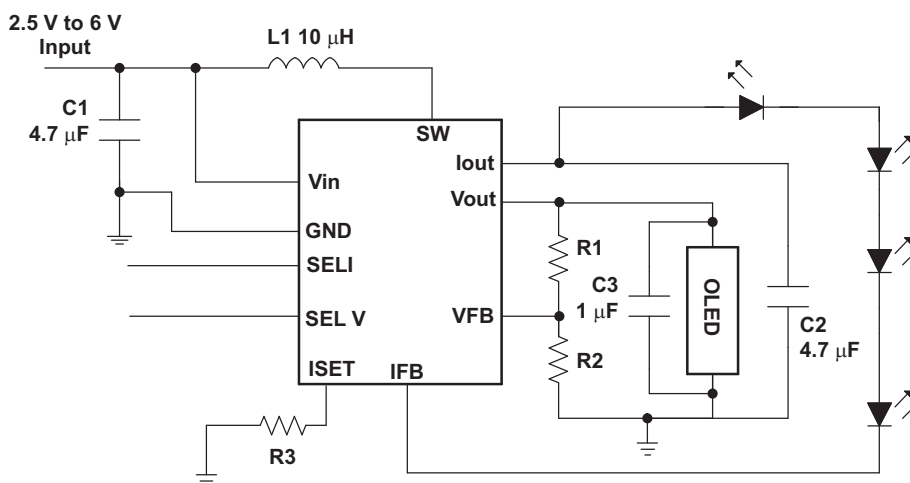 2.5 V to 6 V
Input
L1 10 μH
C1
4.7 μF
SW
Iout
Vin
Vout
GND
R1
SELI
C3
1 μF
OLED
SEL V
VFB
C2
4.7 μF
R2
ISET
IFB
R3